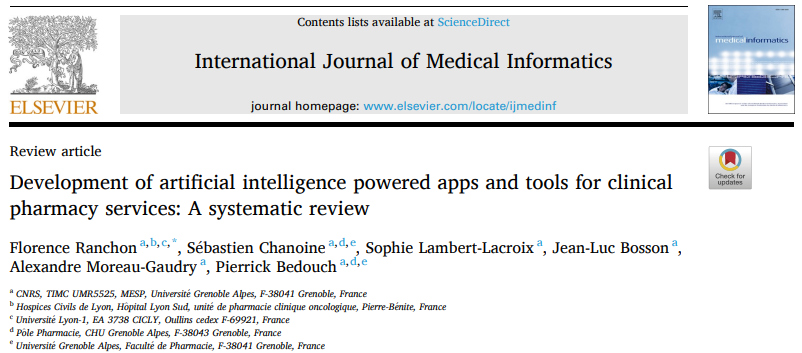 Contents lists available at ScienceDirect
International Journal of Medical Informatics
journal homepage: www.elsevier.com/locate/ijmedinf
ELSEVIER
medical informatics
Review article
Development of artificial intelligence powered apps and tools for clinical
pharmacy services: A systematic review
Check for
updates
Florence Ranchon a,b,c,*, Sébastien Chanoine a,d,e, Sophie Lambert-Lacroix a, Jean-Luc Bosson a,
Alexandre Moreau-Gaudry a, Pierrick Bedouch a,d,e
a CNRS, TIMC UMR5525, MESP, Université Grenoble Alpes, F-38041 Grenoble, France
b Hospices Civils de Lyon, Hôpital Lyon Sud, unité de pharmacie clinique oncologique, Pierre-Bénite, France
c Université Lyon-1, EA 3738 CICLY, Oullins cedex F-69921, France
d Pôle Pharmacie, CHU Grenoble Alpes, F-38043 Grenoble, France
e Université Grenoble Alpes, Faculté de Pharmacie, F-38041 Grenoble, France